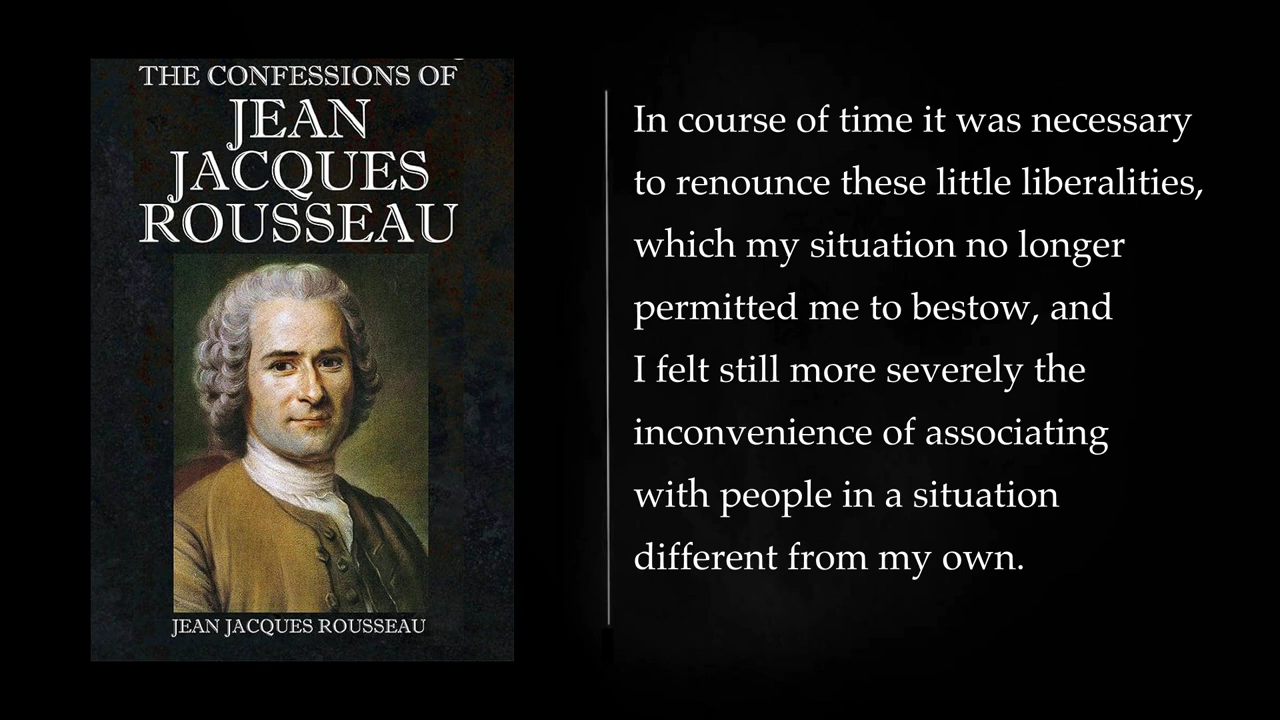 THE CONFESSIONS OF
JEAN
JACQUES
ROUSSEAU
JEAN JACQUES ROUSSEAU
In course of time it was necessary
to renounce these little liberalities,
which my situation no longer
permitted me to bestow, and
I felt still more severely the
inconvenience of associating
with people in a situation
different from my own.